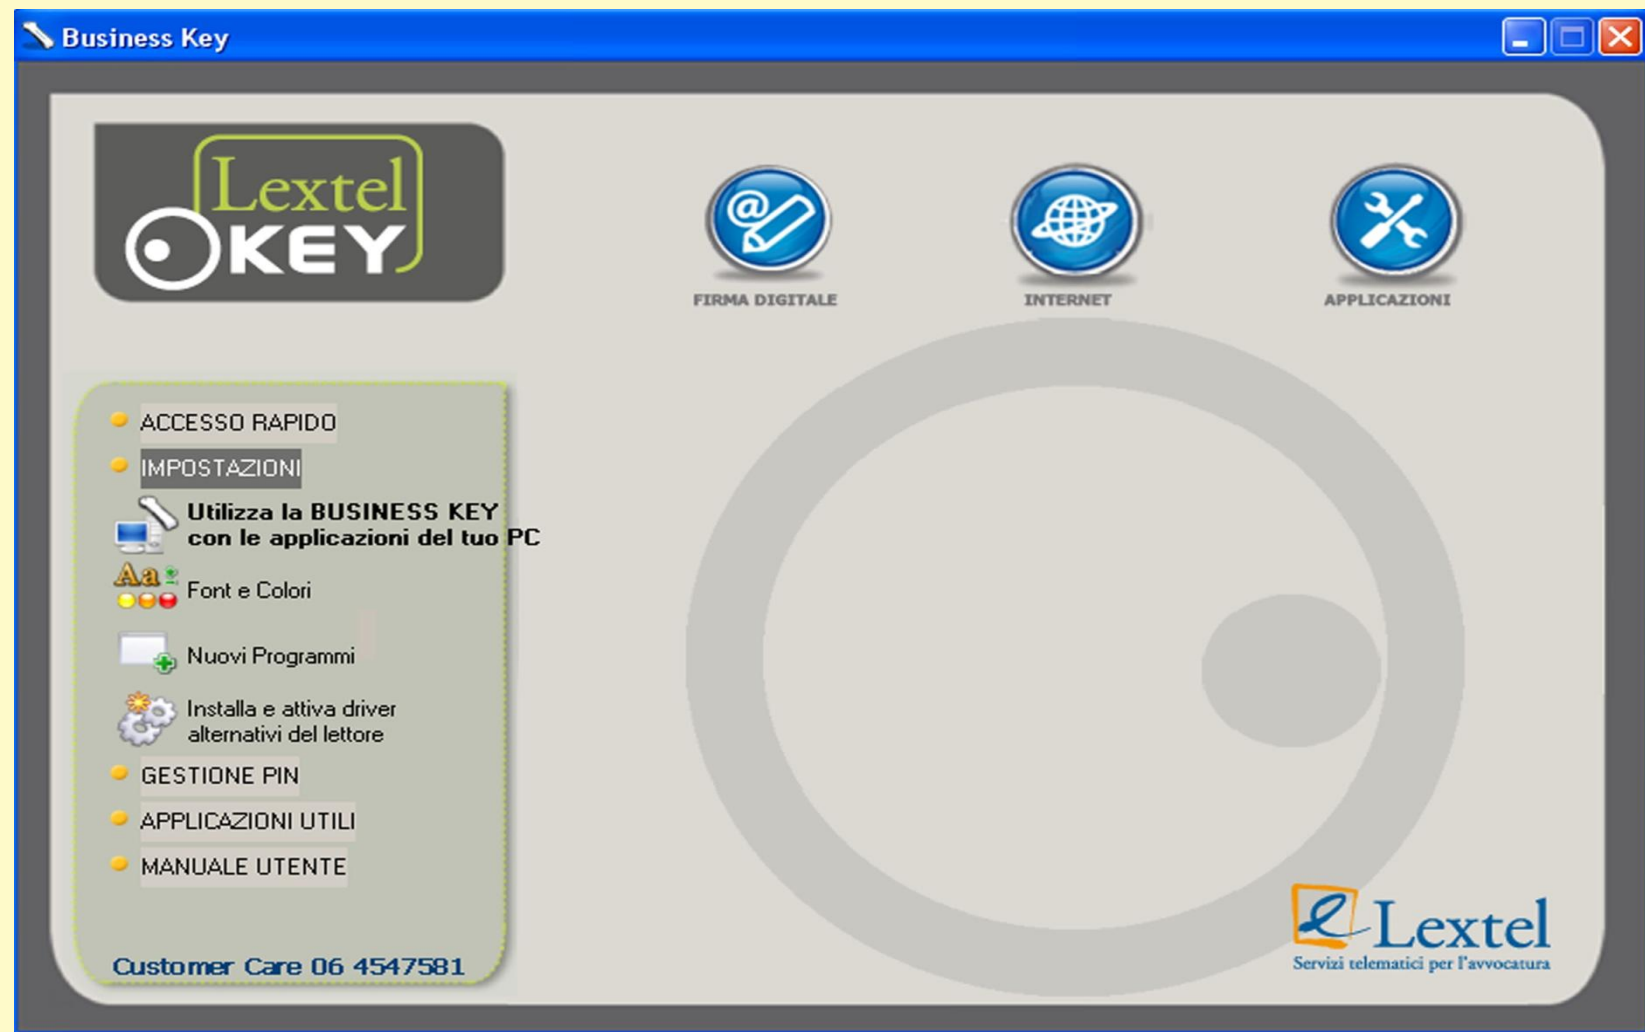 Business Key
Lextel
KEY
FIRMA DIGITALE
INTERNET
APPLICAZIONI
ACCESSO RAPIDO
IMPOSTAZIONI
Utilizza la BUSINESS KEY
con le applicazioni del tuo PC
Aa
Font e Colori
Nuovi Programmi
Installa e attiva driver
alternativi del lettore
GESTIONE PIN
APPLICAZIONI UTILI
MANUALE UTENTE
Customer Care 06 4547581
Lextel
Servizi telematici per l'avvocatura